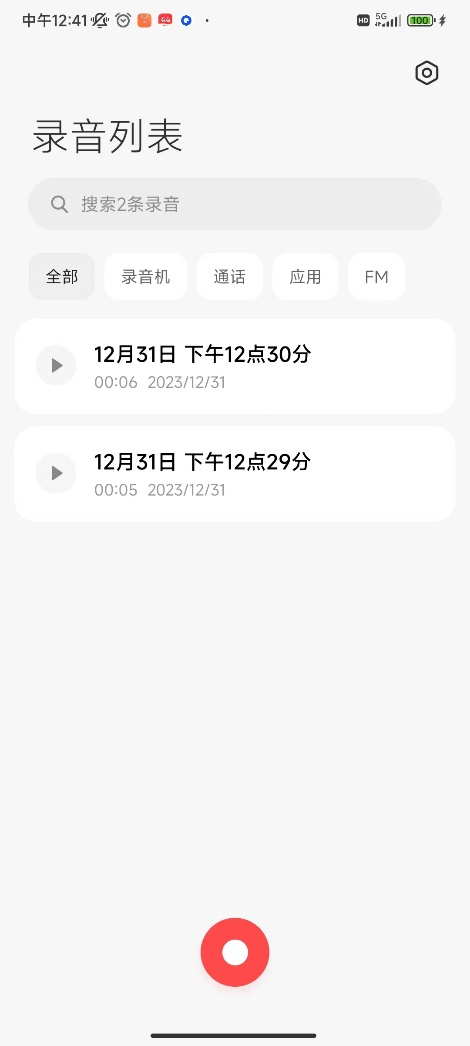 中午12:41 HD 5G 100
录音列表
搜索2条录音
全部 录音机 通话 应用 FM
12月31日 下午12点30分
00:06 2023/12/31
12月31日 下午12点29分
00:05 2023/12/31